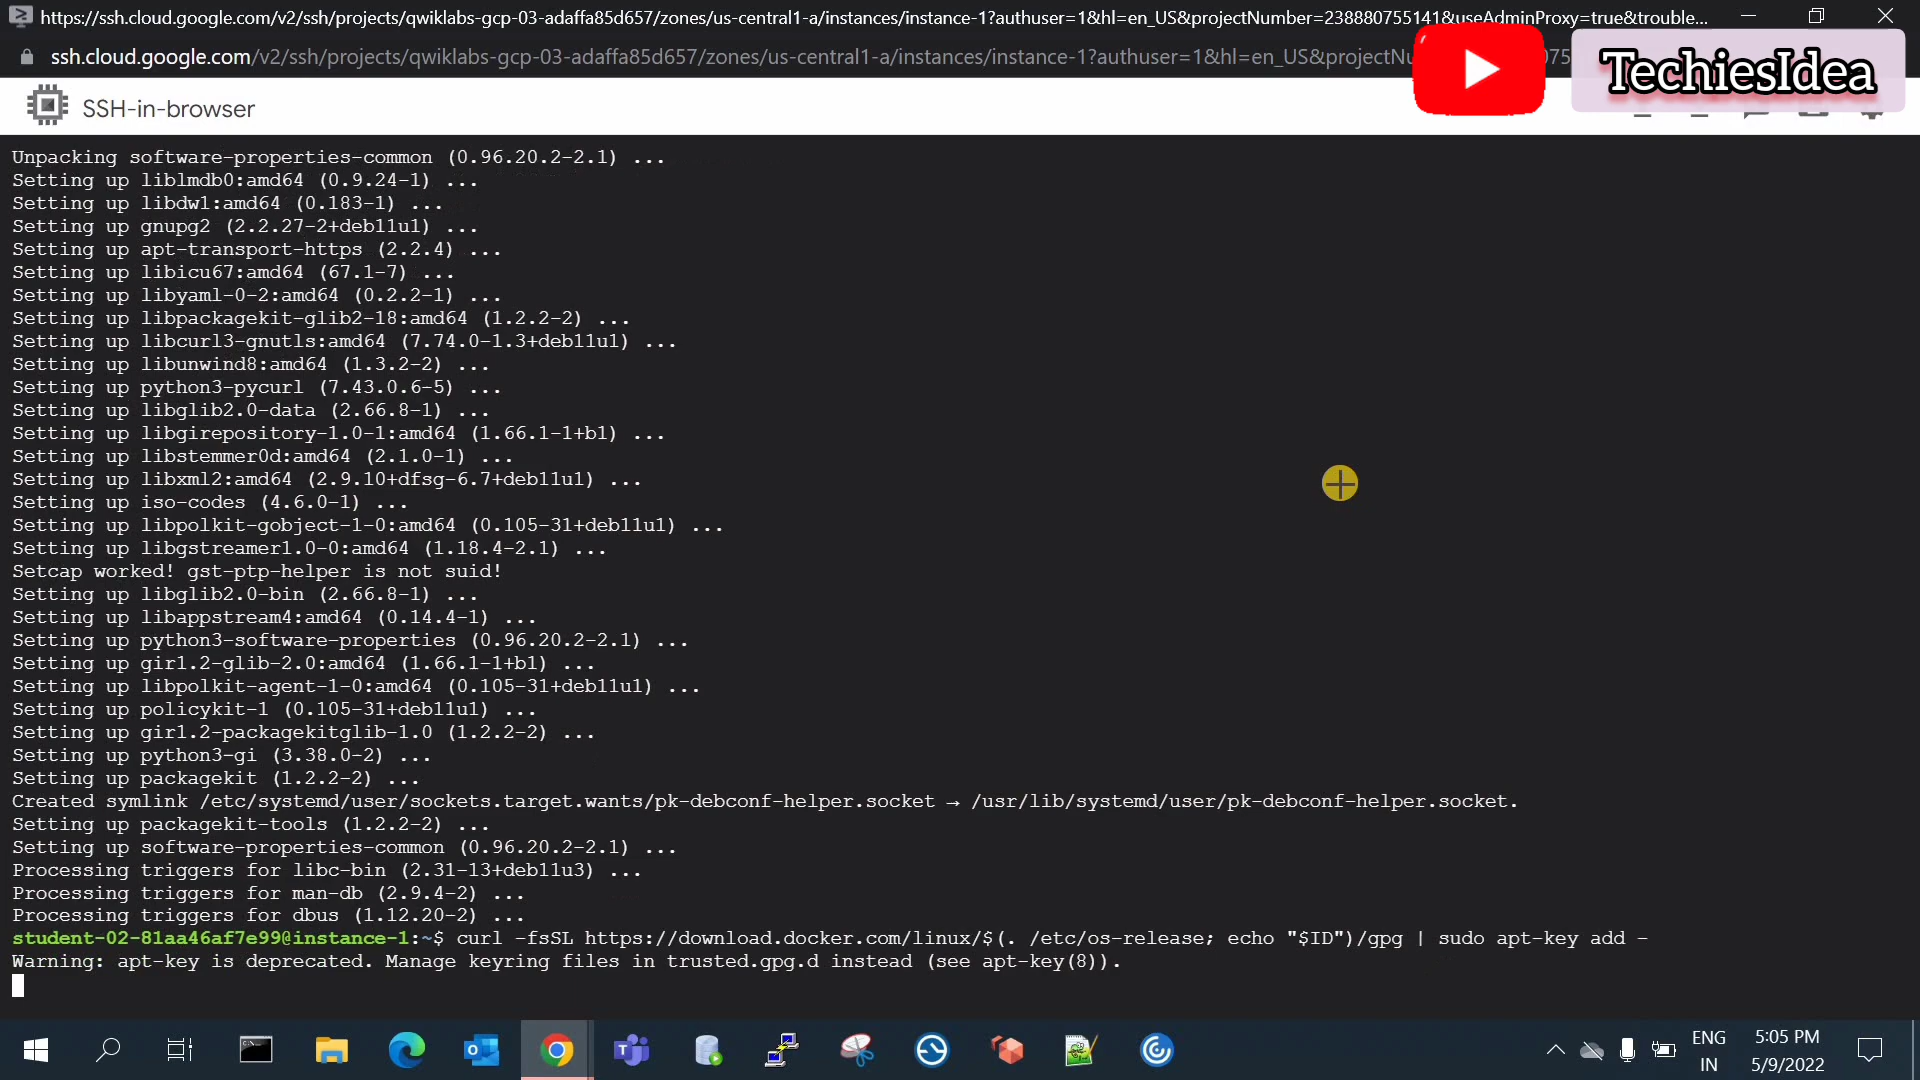 https://ssh.cloud.google.com/v2/ssh/projects/qwiklabs-gcp-03-adaffa85d657/zones/us-central1-a/instances/instance-1?authuser=1&hl=en_US&projectNumber=238880755141&useAdminProxy=true&trouble...
ssh.cloud.google.com/v2/ssh/projects/qwiklabs-gcp-03-adaffa85d657/zones/us-central1-a/instances/instance-1?authuser=1&hl=en_US&projectNu
TechiesIdea
SSH-in-browser
Unpacking software-properties-common (0.96.20.2-2.1) ...
Setting up liblmdb0:amd64 (0.9.24-1) ...
Setting up libdw1:amd64 (0.183-1) ...
Setting up gnupg2 (2.2.27-2+deb11u1) ...
Setting up apt-transport-https (2.2.4) ...
Setting up libicu67:amd64 (67.1-7) ...
Setting up libyaml-0-2:amd64 (0.2.2-1) ...
Setting up libpackagekit-glib2-18:amd64 (1.2.2-2) ...
Setting up libcurl3-gnutls:amd64 (7.74.0-1.3+deb11u1) ...
Setting up libunwind8:amd64 (1.3.2-2) ...
Setting up python3-pycurl (7.43.0.6-5) ...
Setting up libglib2.0-data (2.66.8-1) ...
Setting up libgirepository-1.0-1:amd64 (1.66.1-1+b1) ...
Setting up libstemmer0d:amd64 (2.1.0-1) ...
Setting up libxml2:amd64 (2.9.10+dfsg-6.7+deb11u1) ...
Setting up iso-codes (4.6.0-1) ...
Setting up libpolkit-gobject-1-0:amd64 (0.105-31+deb11u1) ...
Setting up libgstreamer1.0-0:amd64 (1.18.4-2.1) ...
Setcap worked! gst-ptp-helper is not suid!
Setting up libglib2.0-bin (2.66.8-1) ...
Setting up libappstream4:amd64 (0.14.4-1) ...
Setting up python3-software-properties (0.96.20.2-2.1) ...
Setting up gir1.2-glib-2.0:amd64 (1.66.1-1+b1) ...
Setting up libpolkit-agent-1-0:amd64 (0.105-31+deb11u1) ...
Setting up policykit-1 (0.105-31+deb11u1) ...
Setting up gir1.2-packagekitglib-1.0 (1.2.2-2) ...
Setting up python3-gi (3.38.0-2) ...
Setting up packagekit (1.2.2-2) ...
Created symlink /etc/systemd/user/sockets.target.wants/pk-debconf-helper.socket → /usr/lib/systemd/user/pk-debconf-helper.socket.
Setting up packagekit-tools (1.2.2-2) ...
Setting up software-properties-common (0.96.20.2-2.1) ...
Processing triggers for libc-bin (2.31-13+deb11u3) ...
Processing triggers for man-db (2.9.4-2) ...
Processing triggers for dbus (1.12.20-2) ...
student-02-81aa46af7e99@instance-1:~$ curl -fsSL https://download.docker.com/linux/$(. /etc/os-release; echo "$ID")/gpg | sudo apt-key add -
Warning: apt-key is deprecated. Manage keyring files in trusted.gpg.d instead (see apt-key(8)).
ENG
IN
5:05 PM
5/9/2022